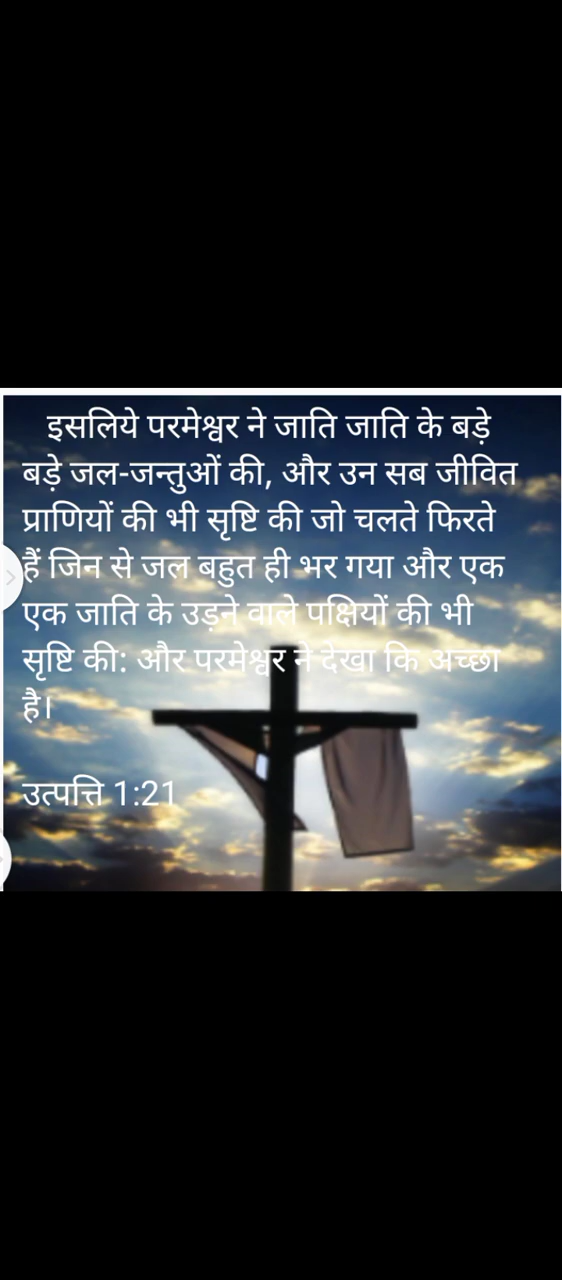 इसलिये परमेश्वर ने जाति जाति के बड़े
बड़े जल-जन्तुओं की, और उन सब जीवित
प्राणियों की भी सृष्टि की जो चलते फिरते
हैं जिन से जल बहुत ही भर गया और एक
एक जाति के उड़ने वाले पक्षियों की भी
सृष्टि की: और परमेश्वर ने देखा कि अच्छा
है।
उत्पत्ति 1:21